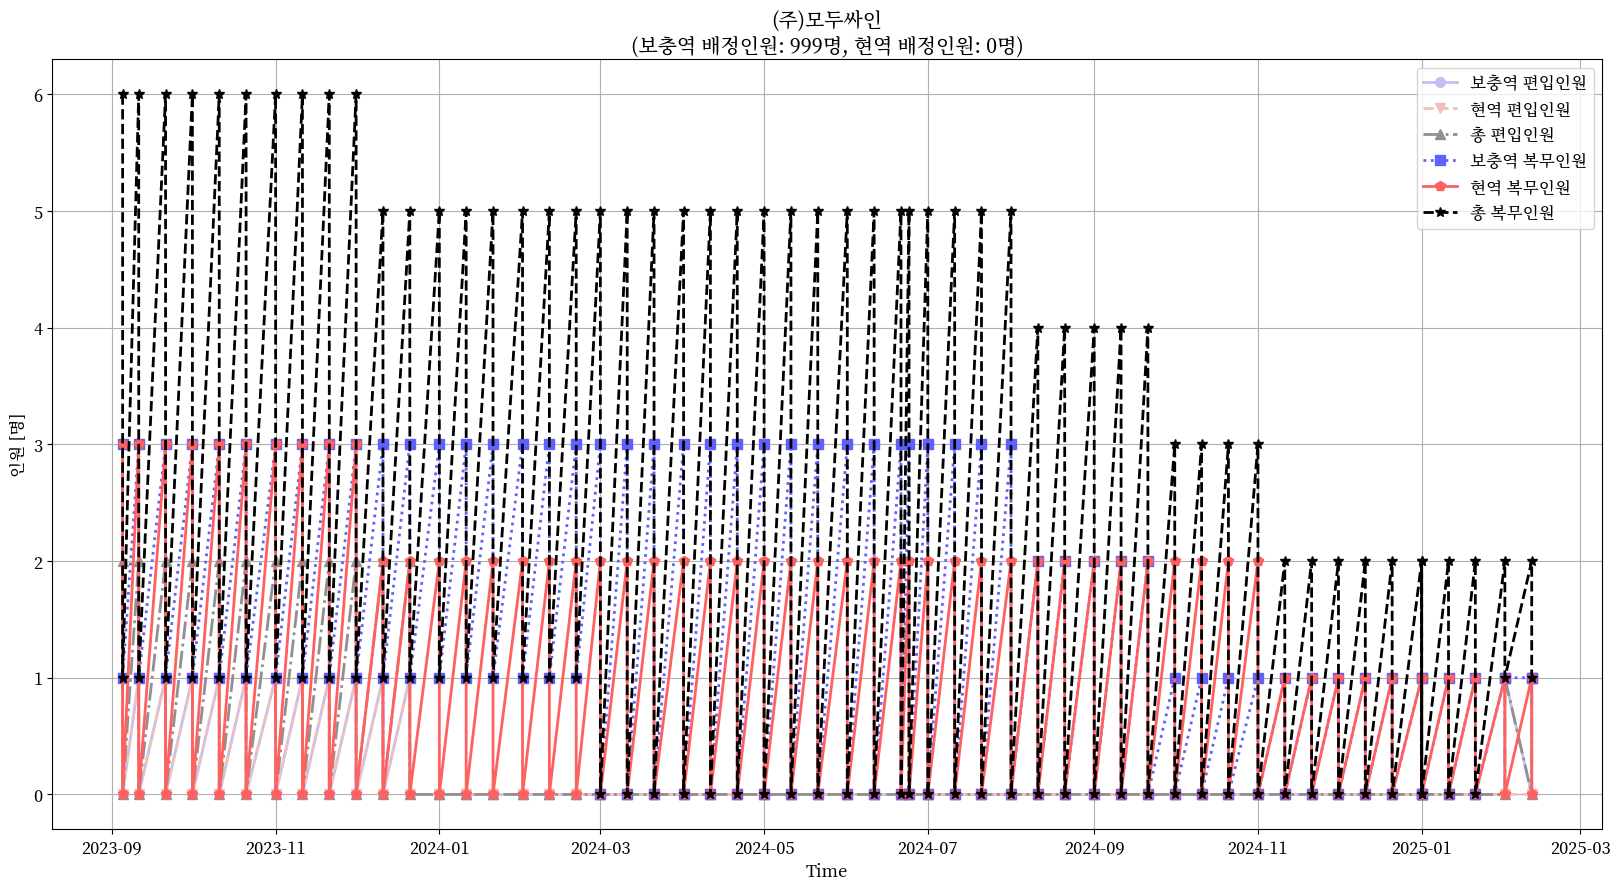 (주)모두싸인
(보충역 배정인원: 999명, 현역 배정인원: 0명)
보충역 편입인원
현역 편입인원
총 편입인원
보충역 복무인원
현역 복무인원
총 복무인원
인원 [명]
6
5
4
3
2
1
0
2023-09
2023-11
2024-01
2024-03
2024-05
2024-07
2024-09
2024-11
2025-01
2025-03
Time